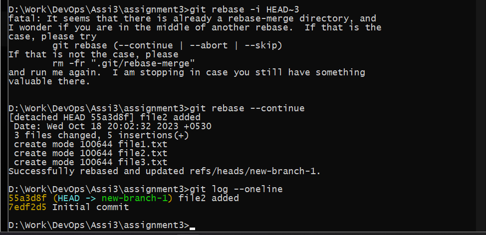 D:\Work\DevOps\Assi3\assignment3>git rebase -i HEAD~3
fatal: It seems that there is already a rebase-merge directory, and
I wonder if you are in the middle of another rebase.  If that is the
case, please try
        git rebase (--continue | --abort | --skip)
If that is not the case, please
        rm -fr ".git/rebase-merge"
and run me again.  I am stopping in case you still have something
valuable there.
D:\Work\DevOps\Assi3\assignment3>git rebase --continue
[detached HEAD 55a3d8f] file2 added
 Date: Wed Oct 18 20:02:32 2023 +0530
 3 files changed, 5 insertions(+)
 create mode 100644 file1.txt
 create mode 100644 file2.txt
 create mode 100644 file3.txt
Successfully rebased and updated refs/heads/new-branch-1.
D:\Work\DevOps\Assi3\assignment3>git log --oneline
55a3d8f (HEAD -> new-branch-1) file2 added
7edf2d5 Initial commit
D:\Work\DevOps\Assi3\assignment3>